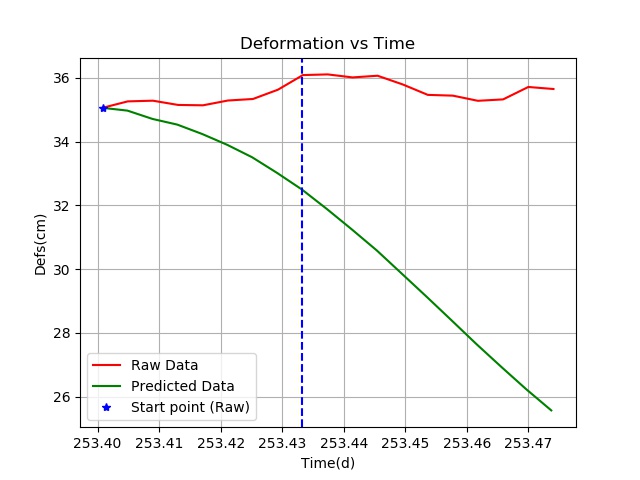 Deformation vs Time
Defs(cm)
36
34
32
30
28
26
Raw Data
Predicted Data
Start point (Raw)
253.40 253.41 253.42 253.43 253.44 253.45 253.46 253.47
Time(d)